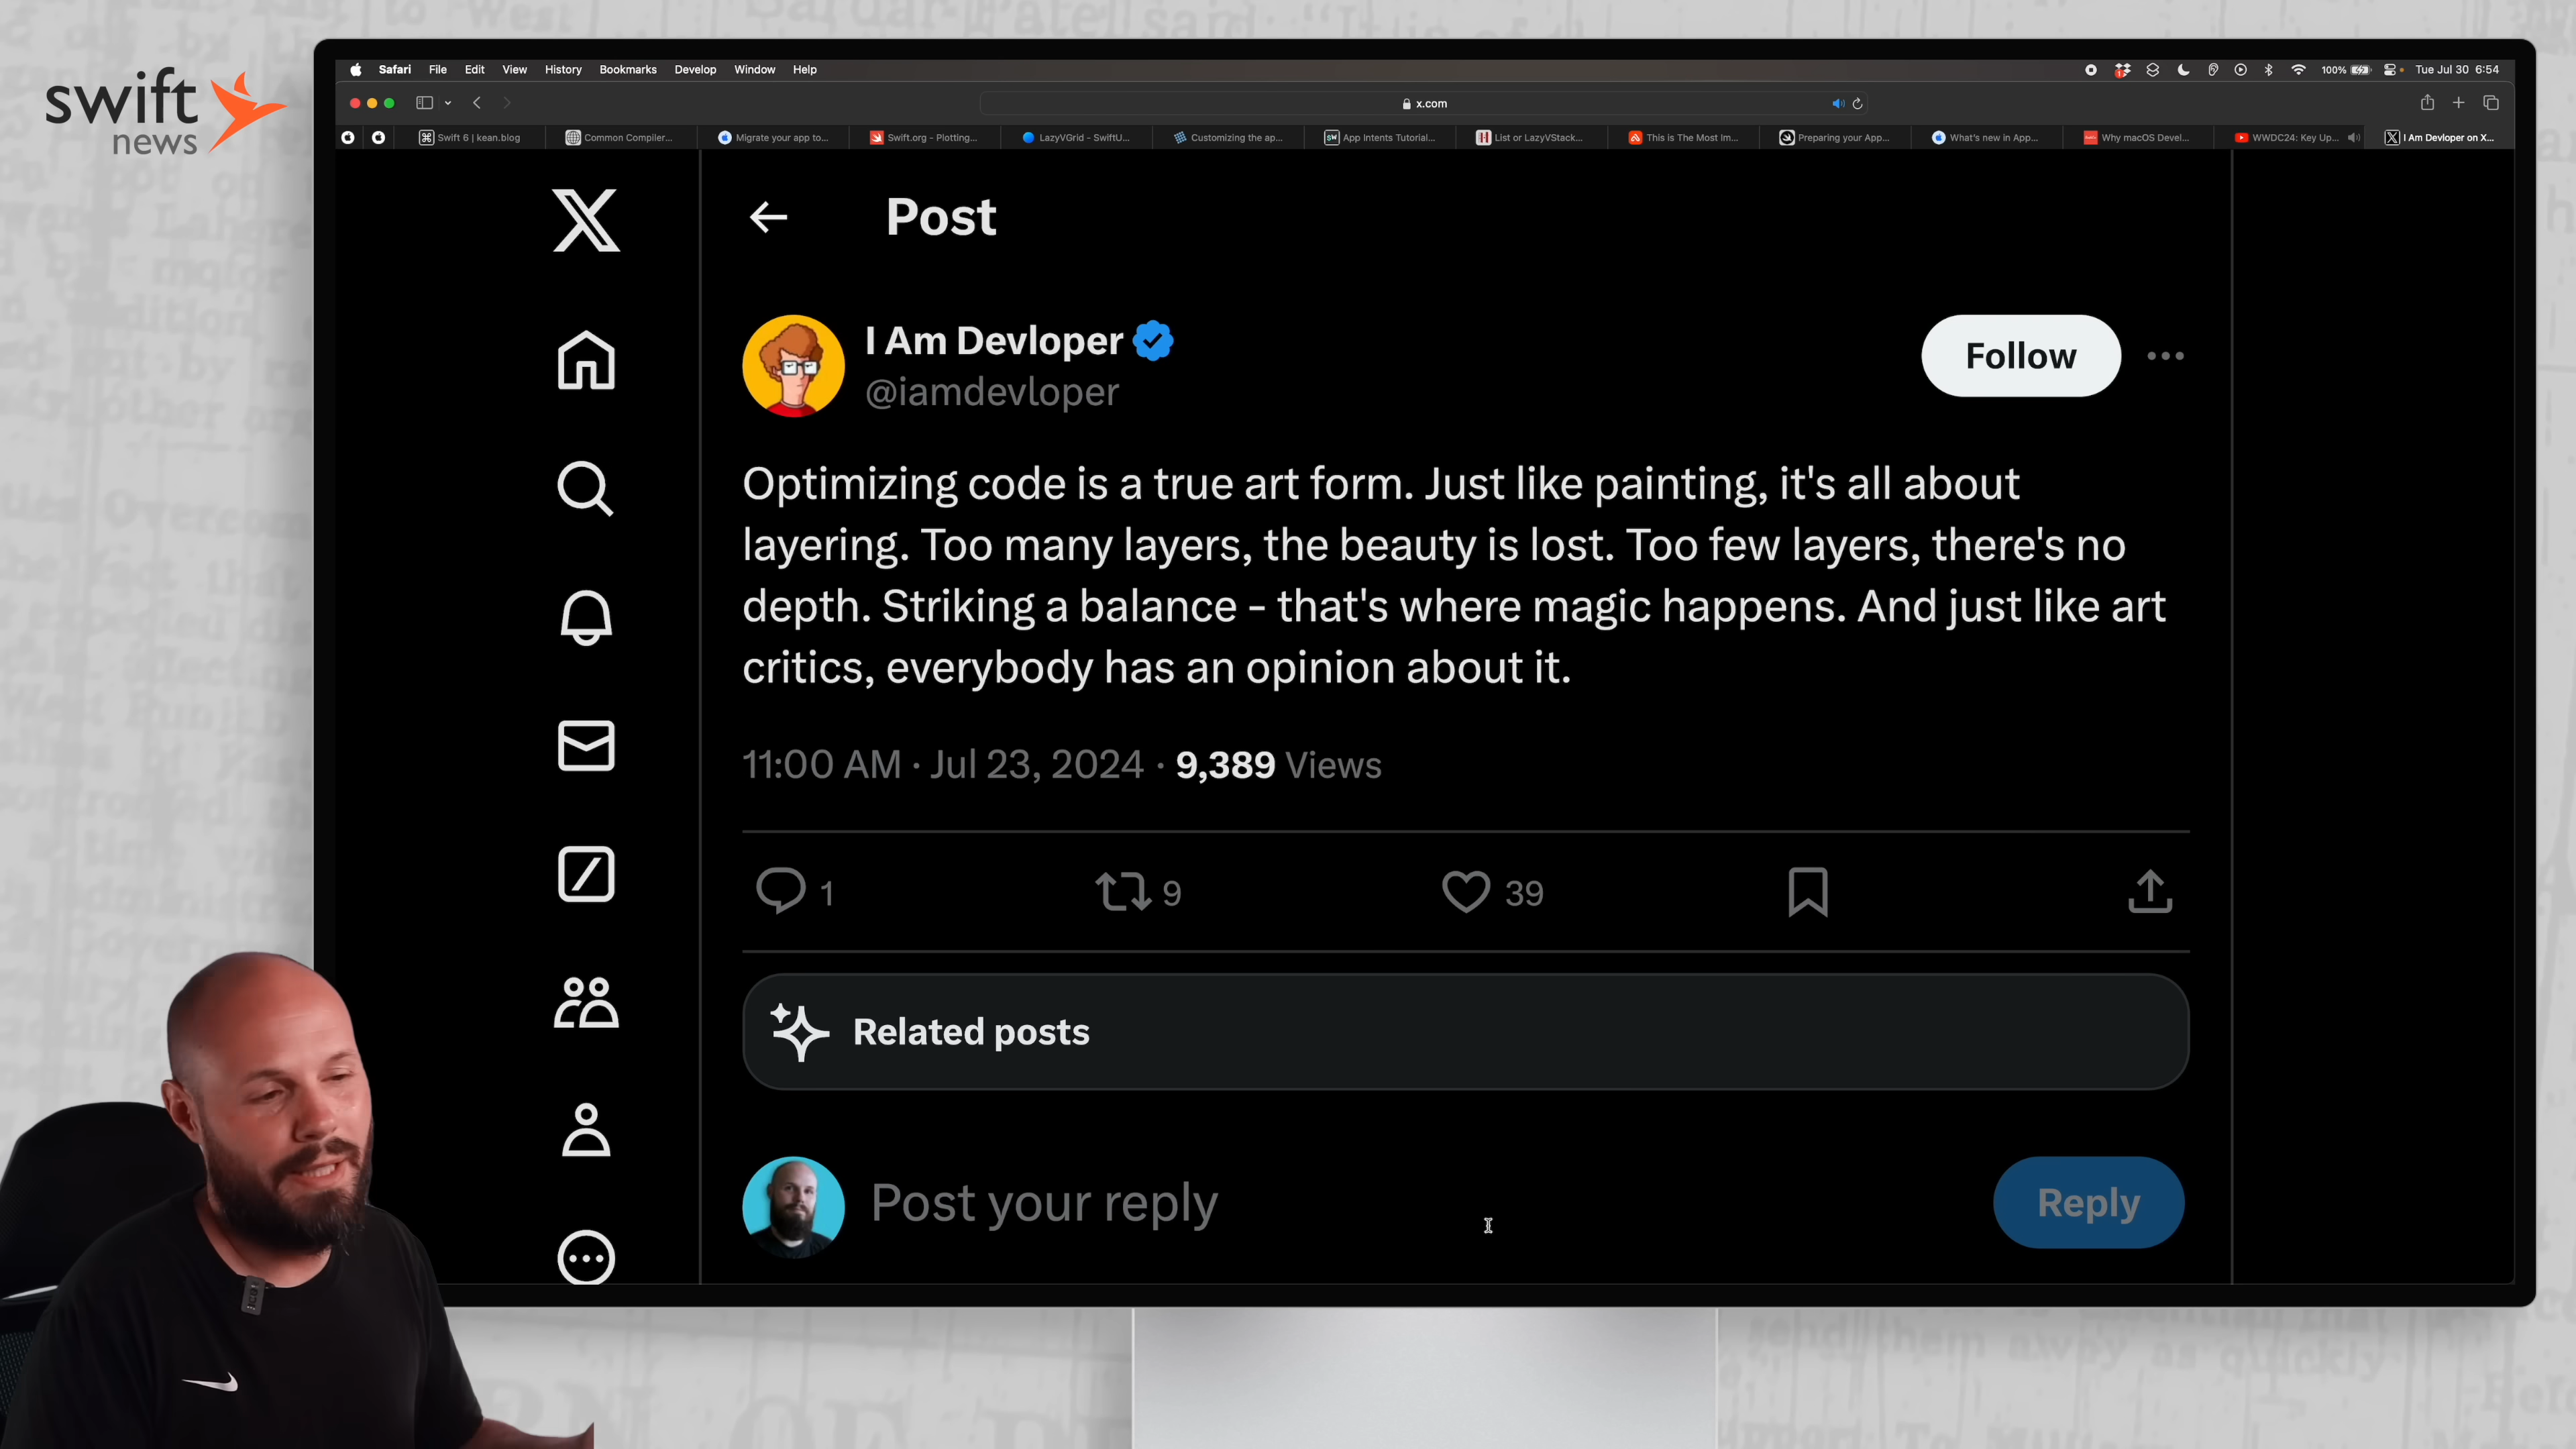 swift
news
Safari File Edit View History Bookmarks Develop Window Help
100% Tue Jul 30 6:54
x.com
Swift 6 | kean.blog
Common Compiler...
Migrate your app to...
Swift.org - Plotting...
LazyVGrid - SwiftU...
Customizing the ap...
App Intents Tutorial...
List or LazyVStack...
This is The Most Im...
Preparing your App...
What's new in App...
Why macOS Devel...
WWDC24: Key Up...
I Am Devloper on X...
Post
I Am Devloper
@iamdevloper
Follow
Optimizing code is a true art form. Just like painting, it's all about
layering. Too many layers, the beauty is lost. Too few layers, there's no
depth. Striking a balance - that's where magic happens. And just like art
critics, everybody has an opinion about it.
11:00 AM · Jul 23, 2024 · 9,389 Views
1 9 39
Related posts
Post your reply
Reply